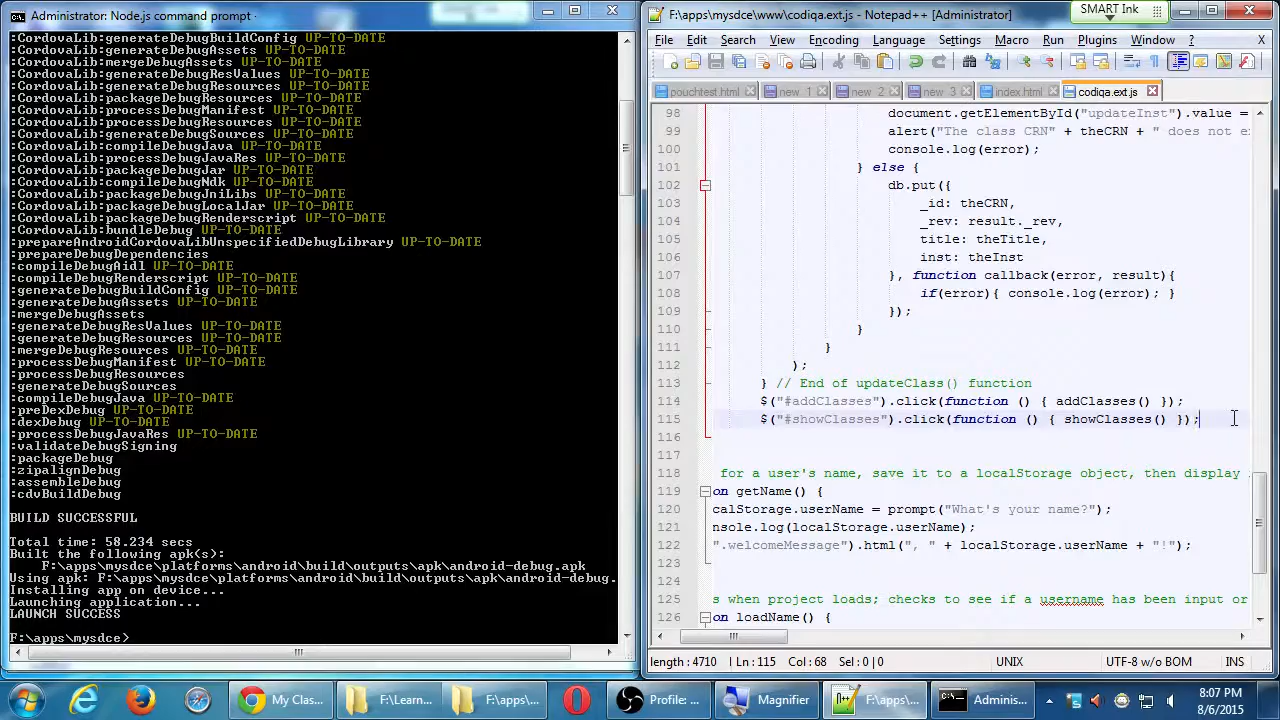 Administrator: Node.js command prompt
:CordovaLib:generateDebugBuildConfig UP-TO-DATE
:CordovaLib:generateDebugAssets UP-TO-DATE
:CordovaLib:mergeDebugAssets UP-TO-DATE
:CordovaLib:generateDebugResValues UP-TO-DATE
:CordovaLib:generateDebugResources UP-TO-DATE
:CordovaLib:packageDebugResources UP-TO-DATE
:CordovaLib:processDebugManifest UP-TO-DATE
:CordovaLib:processDebugResources UP-TO-DATE
:CordovaLib:generateDebugSources UP-TO-DATE
:CordovaLib:compileDebugJava UP-TO-DATE
:CordovaLib:processDebugJavaRes UP-TO-DATE
:CordovaLib:packageDebugJar UP-TO-DATE
:CordovaLib:compileDebugNdk UP-TO-DATE
:CordovaLib:packageDebugJniLibs UP-TO-DATE
:CordovaLib:packageDebugLocalJar UP-TO-DATE
:CordovaLib:packageDebugRenderscript UP-TO-DATE
:CordovaLib:bundleDebug UP-TO-DATE
:prepareAndroidCordovaLibUnspecifiedDebugLibrary UP-TO-DATE
:prepareDebugDependencies
:compileDebugAidl UP-TO-DATE
:compileDebugRenderscript UP-TO-DATE
:generateDebugBuildConfig UP-TO-DATE
:generateDebugAssets UP-TO-DATE
:mergeDebugAssets
:generateDebugResValues UP-TO-DATE
:generateDebugResources UP-TO-DATE
:mergeDebugResources UP-TO-DATE
:processDebugManifest UP-TO-DATE
:processDebugResources
:generateDebugSources
:compileDebugJava UP-TO-DATE
:preDexDebug UP-TO-DATE
:dexDebug UP-TO-DATE
:processDebugJavaRes UP-TO-DATE
:validateDebugSigning
:packageDebug
:zipalignDebug
:assembleDebug
:cdvBuildDebug
BUILD SUCCESSFUL
Total time: 58.234 secs
Built the following apk(s):
F:\apps\mysdce\platforms\android\build\outputs\apk\android-debug.apk
Using apk: F:\apps\mysdce\platforms\android\build\outputs\apk\android-debug.
Installing app on device...
Launching application...
LAUNCH SUCCESS
F:\apps\mysdce>
F:\apps\mysdce\www\codiqa.ext.js - Notepad++ [Administrator]
SMART Ink
File Edit Search View Encoding Language Settings Macro Run Plugins Window ? X
pouchtest.html new 1 new 2 new 3 index.html codiqa.ext.js
98 document.getElementById("updateInst").value =
99 alert("The class CRN" + theCRN + " does not ex
100 console.log(error);
101 } else {
102 db.put({
103 _id: theCRN,
104 _rev: result._rev,
105 title: theTitle,
106 inst: theInst
107 }, function callback(error, result){
108 if(error){ console.log(error); }
109 });
110 }
111 }
112 );
113 } // End of updateClass() function
114 $("#addClasses").click(function () { addClasses() });
115 $("#showClasses").click(function () { showClasses() });
116
117
118 for a user's name, save it to a localStorage object, then display
119 on getName() {
120 calStorage.userName = prompt("What's your name?");
121 nsole.log(localStorage.userName);
122 ".welcomeMessage").html(", " + localStorage.userName + "!");
123
124
125 s when project loads; checks to see if a username has been input or
126 on loadName() {
length: 4710 Ln:115 Col:68 Sel:0|0 UNIX UTF-8 w/o BOM INS
My Clas... F:\Learn... F:\apps\... Profile: ... Magnifier F:\apps\... Adminis...
8:07 PM
8/6/2015